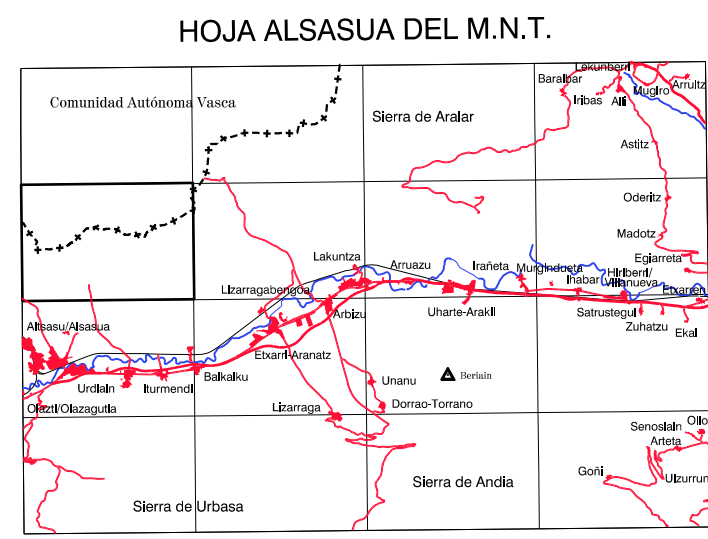 HOJA ALSASUA DEL M.N.T.
Lekunberri
Baralbar
Mugiro
Arruitz
Comunidad Autónoma Vasca
Iribas
Alli
Sierra de Aralar
Astitz
Oderitz
Madotz
Lakuntza
Arruazu
Irañeta
Murgindueta
Egiarreta
Hiriberri/
Ihabar
Villanueva
Etxarren
Lizarragabengoa
Arbizu
Uharte-Arakil
Satrustegui
Zuhatzu
Ekai
Altsasu/Alsasua
Etxarri-Aranatz
Urdiain
Iturmendi
Balkaiku
Unanu
Beriain
Olazti/Olazagutia
Lizarraga
Dorrao-Torrano
Ollo
Senosiain
Arteta
Goñi
Ulzurrun
Sierra de Urbasa
Sierra de Andia